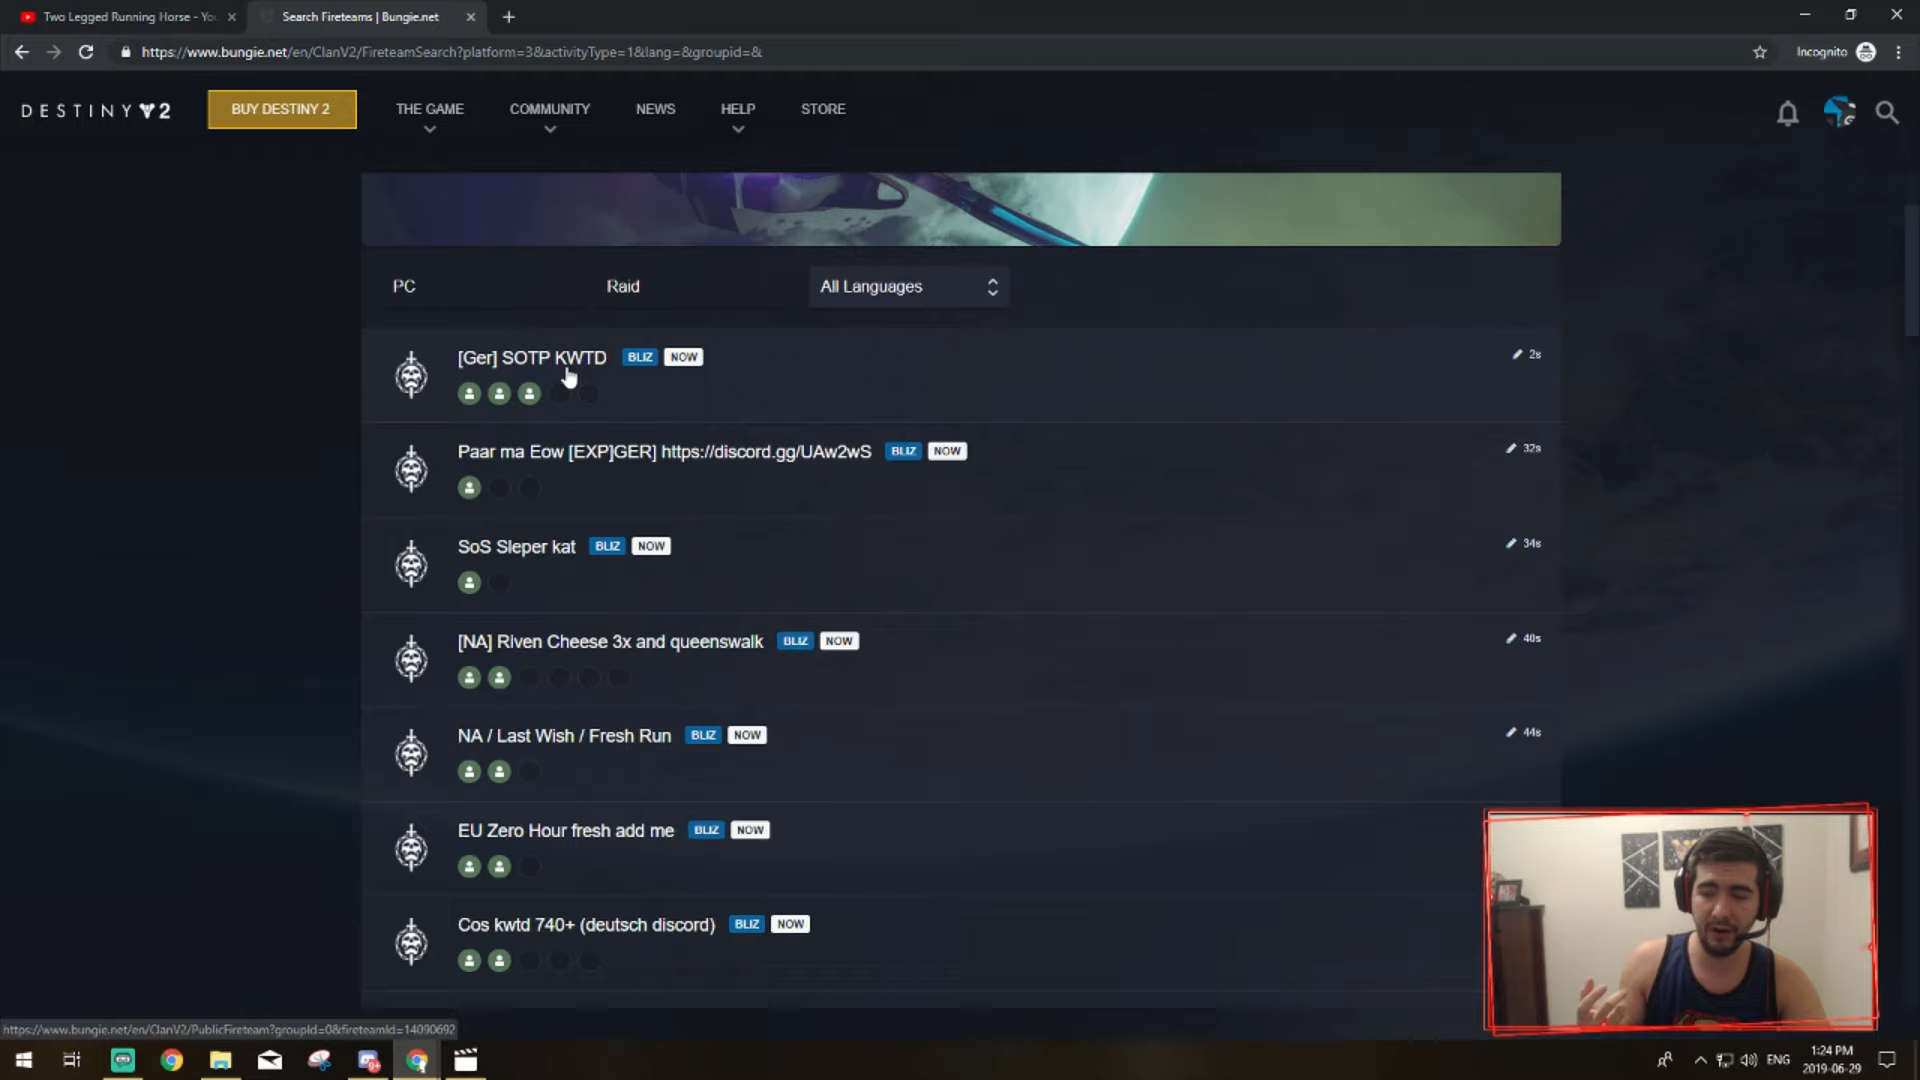 Two Legged Running Horse - Yo
Search Fireteams | Bungie.net
https://www.bungie.net/en/ClanV2/FireteamSearch?platform=3&activityType=1&lang=&groupid=&
Incognito
DESTINY 2
BUY DESTINY 2
THE GAME
COMMUNITY
NEWS
HELP
STORE
PC
Raid
All Languages
[Ger] SOTP KWTD BLIZ NOW
2s
Paar ma Eow [EXP]GER] https://discord.gg/UAw2wS BLIZ NOW
32s
SoS Sleper kat BLIZ NOW
34s
[NA] Riven Cheese 3x and queenswalk BLIZ NOW
40s
NA / Last Wish / Fresh Run BLIZ NOW
44s
EU Zero Hour fresh add me BLIZ NOW
Cos kwtd 740+ (deutsch discord) BLIZ NOW
https://www.bungie.net/en/ClanV2/PublicFireteam?groupId=0&fireteamId=14090692
ENG
1:24 PM
2019-06-29